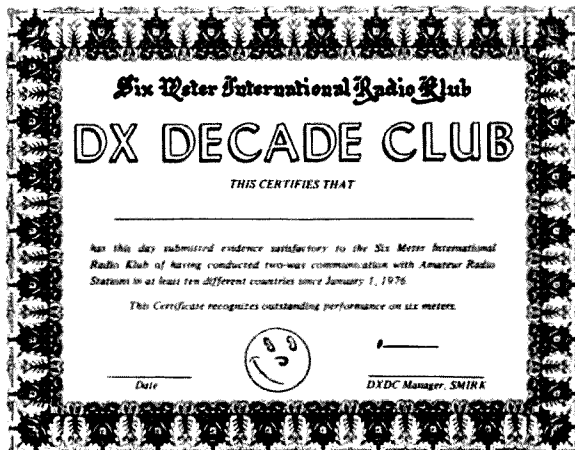 Six Meter International Radio Klub
DX DECADE CLUB
THIS CERTIFIES THAT
has this day submitted evidence satisfactory to the Six Meter International
Radio Klub of having conducted two-way communication with Amateur Radio
Stations in at least ten different countries since January 1, 1976.
This Certificate recognizes outstanding performance on six meters.
#
Date
DXDC Manager, SMIRK